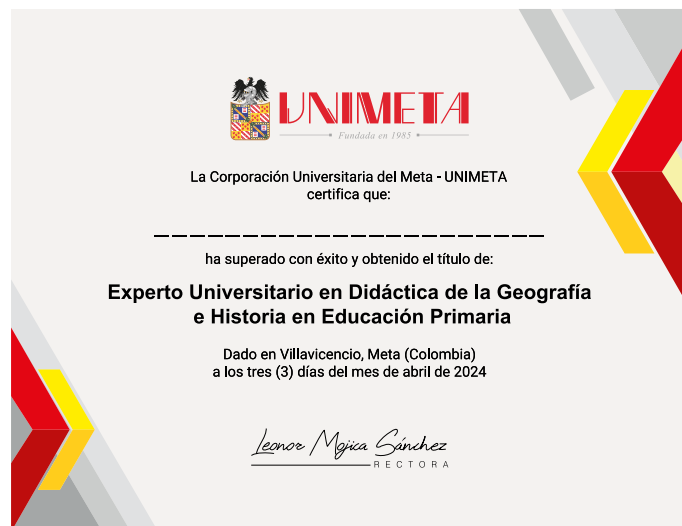 UNIMETA
Fundada en 1985
La Corporación Universitaria del Meta - UNIMETA
certifica que:
ha superado con éxito y obtenido el título de:
Experto Universitario en Didáctica de la Geografía
e Historia en Educación Primaria
Dado en Villavicencio, Meta (Colombia)
a los tres (3) días del mes de abril de 2024
Leonor Mojica Sánchez
RECTORA